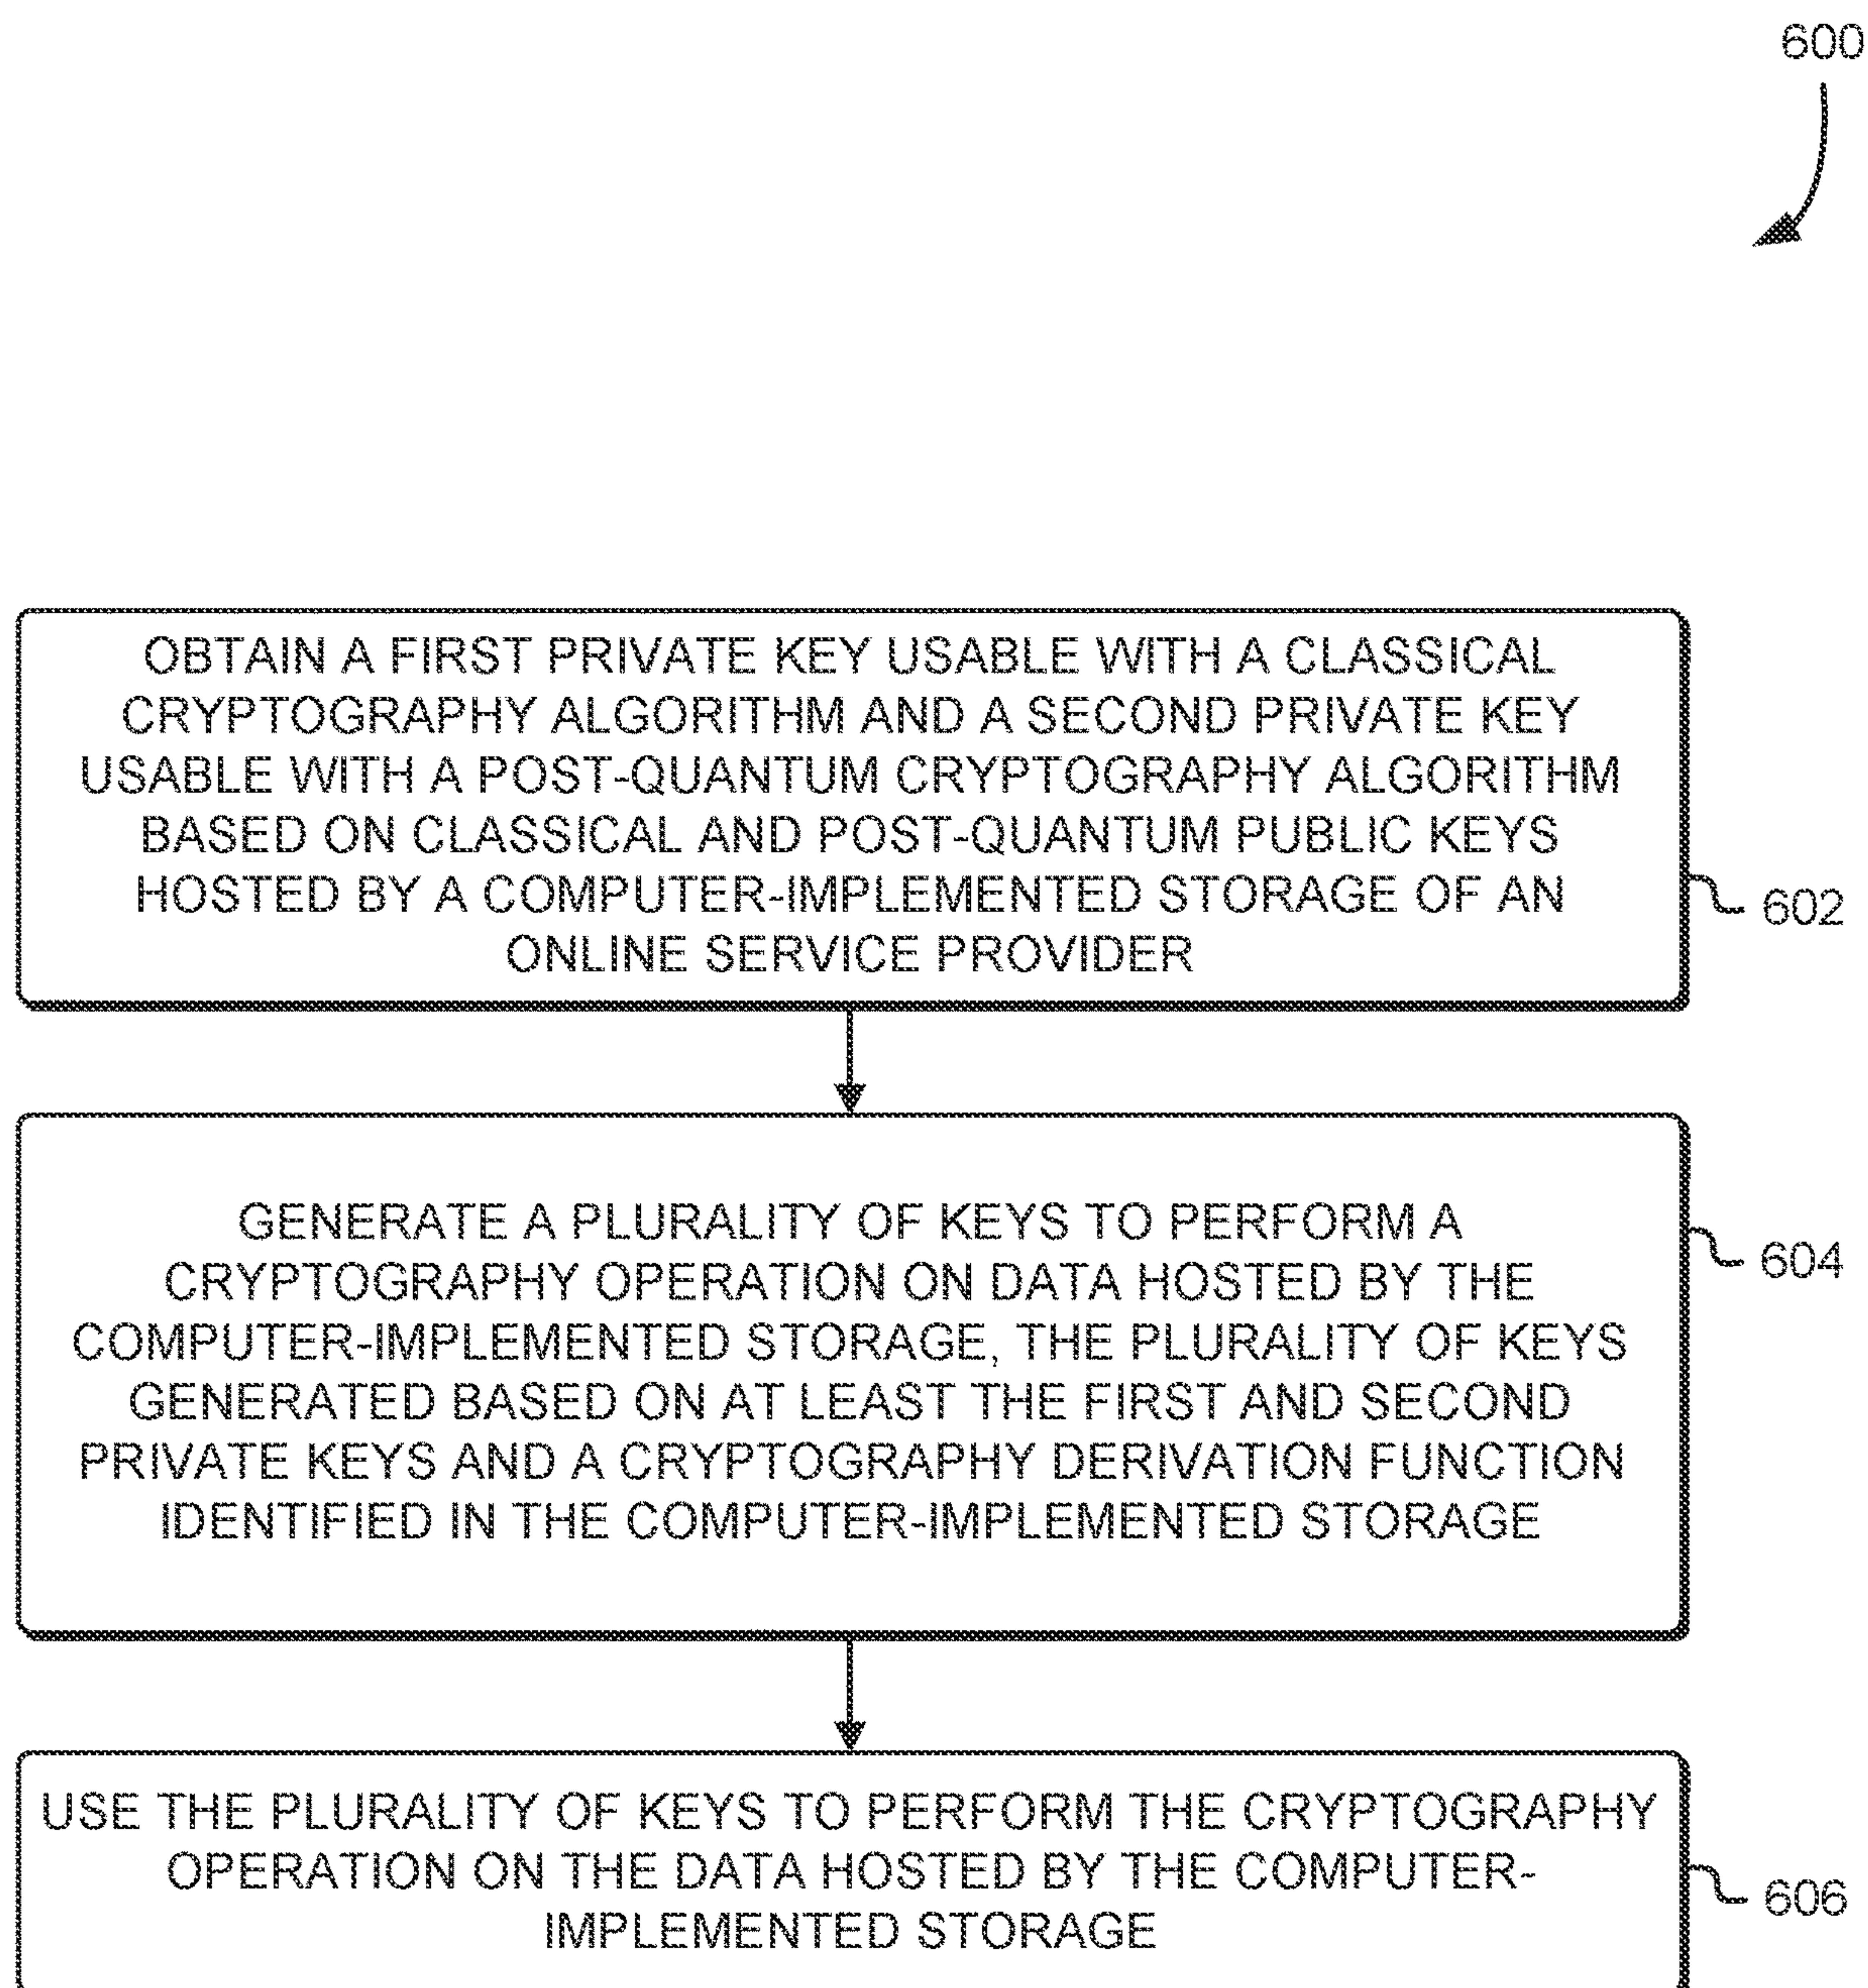 600
OBTAIN A FIRST PRIVATE KEY USABLE WITH A CLASSICAL
CRYPTOGRAPHY ALGORITHM AND A SECOND PRIVATE KEY
USABLE WITH A POST-QUANTUM CRYPTOGRAPHY ALGORITHM
BASED ON CLASSICAL AND POST-QUANTUM PUBLIC KEYS
HOSTED BY A COMPUTER-IMPLEMENTED STORAGE OF AN
ONLINE SERVICE PROVIDER
602
GENERATE A PLURALITY OF KEYS TO PERFORM A
CRYPTOGRAPHY OPERATION ON DATA HOSTED BY THE
COMPUTER-IMPLEMENTED STORAGE, THE PLURALITY OF KEYS
GENERATED BASED ON AT LEAST THE FIRST AND SECOND
PRIVATE KEYS AND A CRYPTOGRAPHY DERIVATION FUNCTION
IDENTIFIED IN THE COMPUTER-IMPLEMENTED STORAGE
604
USE THE PLURALITY OF KEYS TO PERFORM THE CRYPTOGRAPHY
OPERATION ON THE DATA HOSTED BY THE COMPUTER-
IMPLEMENTED STORAGE
606